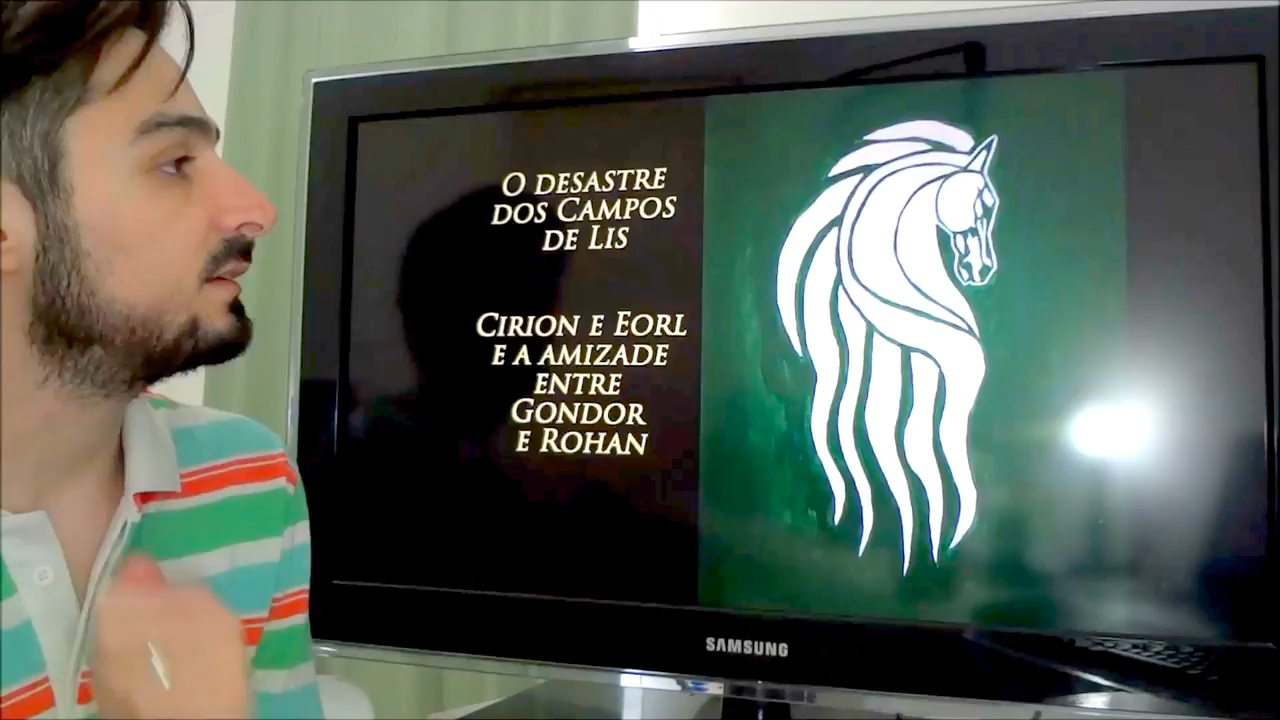 O DESASTRE
DOS CAMPOS
DE LIS
CIRION E EORL
E A AMIZADE
ENTRE
GONDOR
E ROHAN
SAMSUNG